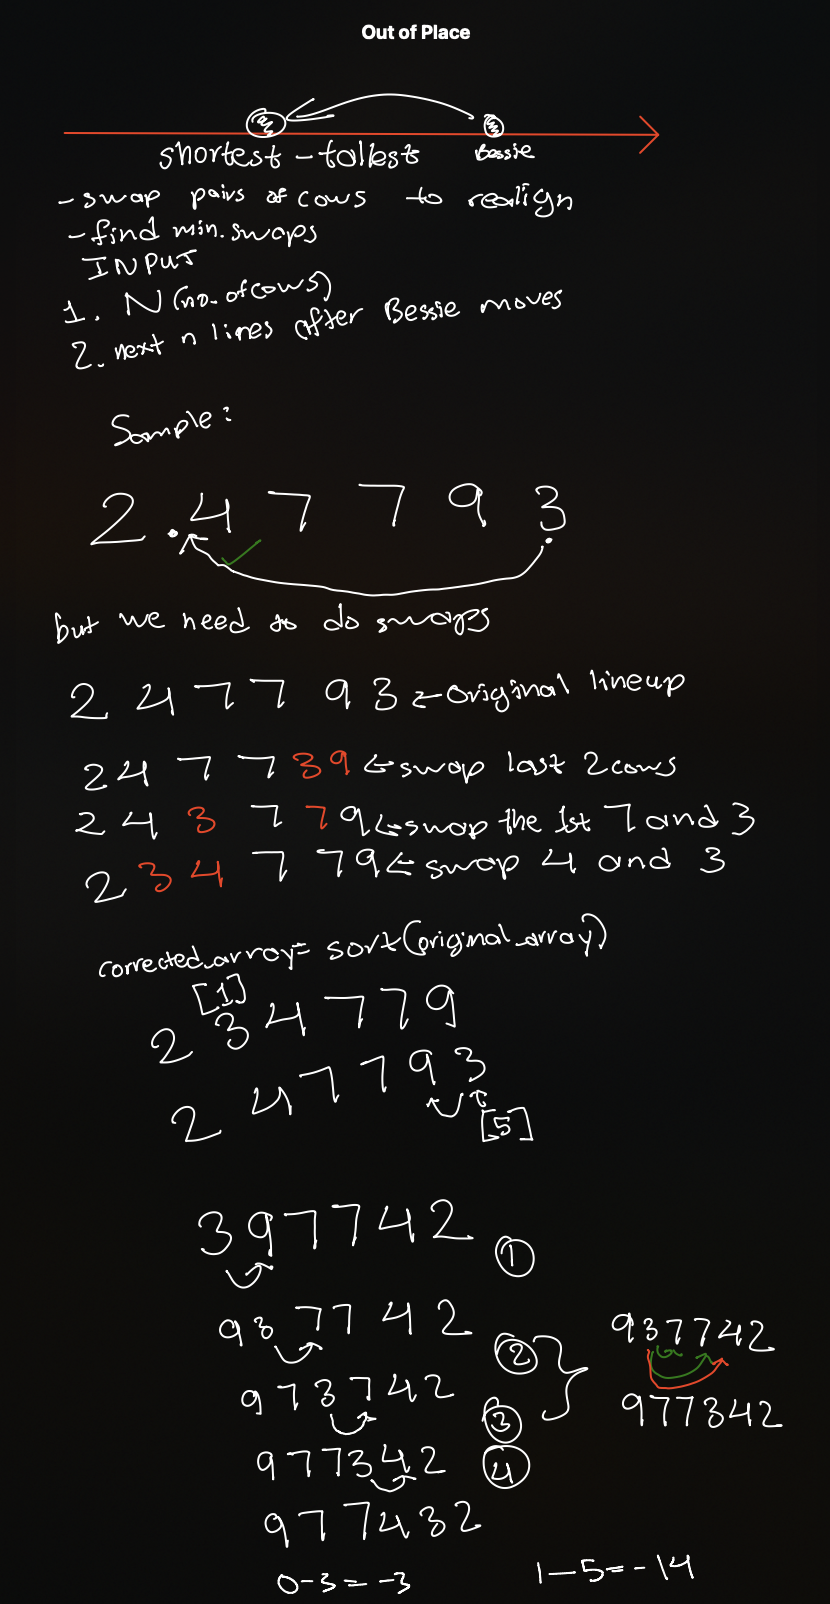 Out of Place
shortest - tallest
Bessie
- swap pairs of cows to realign
- find min. swaps
INPUT
1. N (no. of cows)
2. next n lines after Bessie moves
Sample:
2 4 7 7 9 3
but we need to do swaps
2 4 7 7 9 3 ← original lineup
2 4 7 7 3 9 ← swap last 2 cows
2 4 3 7 7 9 ← swap the 1st 7 and 3
2 3 4 7 7 9 ← swap 4 and 3
corrected_array = sort(original_array)
[1]
2 3 4 7 7 9
2 4 7 7 9 3
[5]
3 9 7 7 4 2 ①
9 3 7 7 4 2 ②
9 7 3 7 4 2 ③
9 7 7 3 4 2 ④
9 7 7 4 3 2
9 3 7 7 4 2
9 7 7 3 4 2
0-3 = -3
1-5 = -14